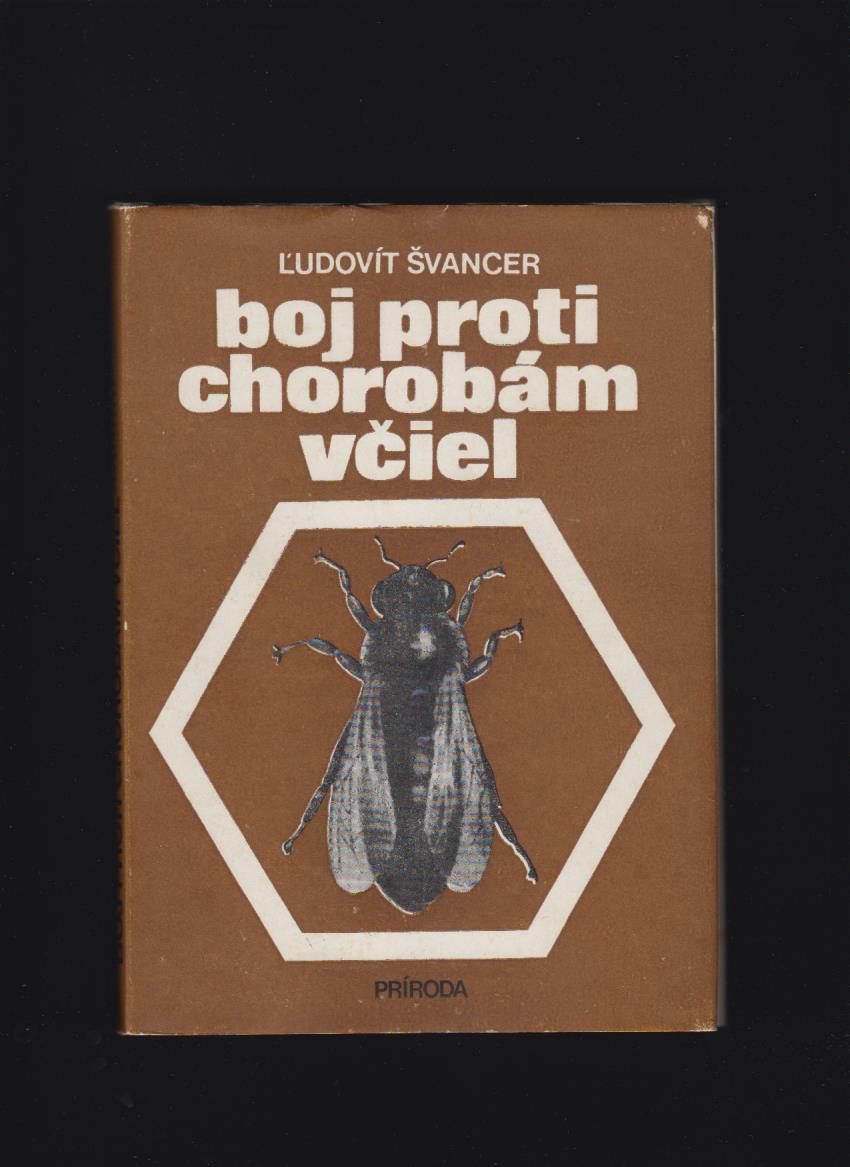 ĽUDOVÍT ŠVANCER
boj proti
chorobám
včiel
PRÍRODA